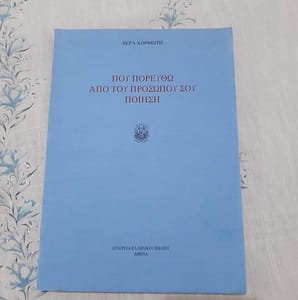 ΒΕΡΑ ΚΟΡΦΙΩΤΗ
ΠΟΥ ΠΟΡΕΥΘΩ
ΑΠΟ ΤΟΥ ΠΡΟΣΩΠΟΥ ΣΟΥ
ΠΟΙΗΣΗ
ΕΤΑΙΡΕΙΑ ΕΛΛΗΝΙΚΟΥ ΒΙΒΛΙΟΥ
ΑΘΗΝΑ